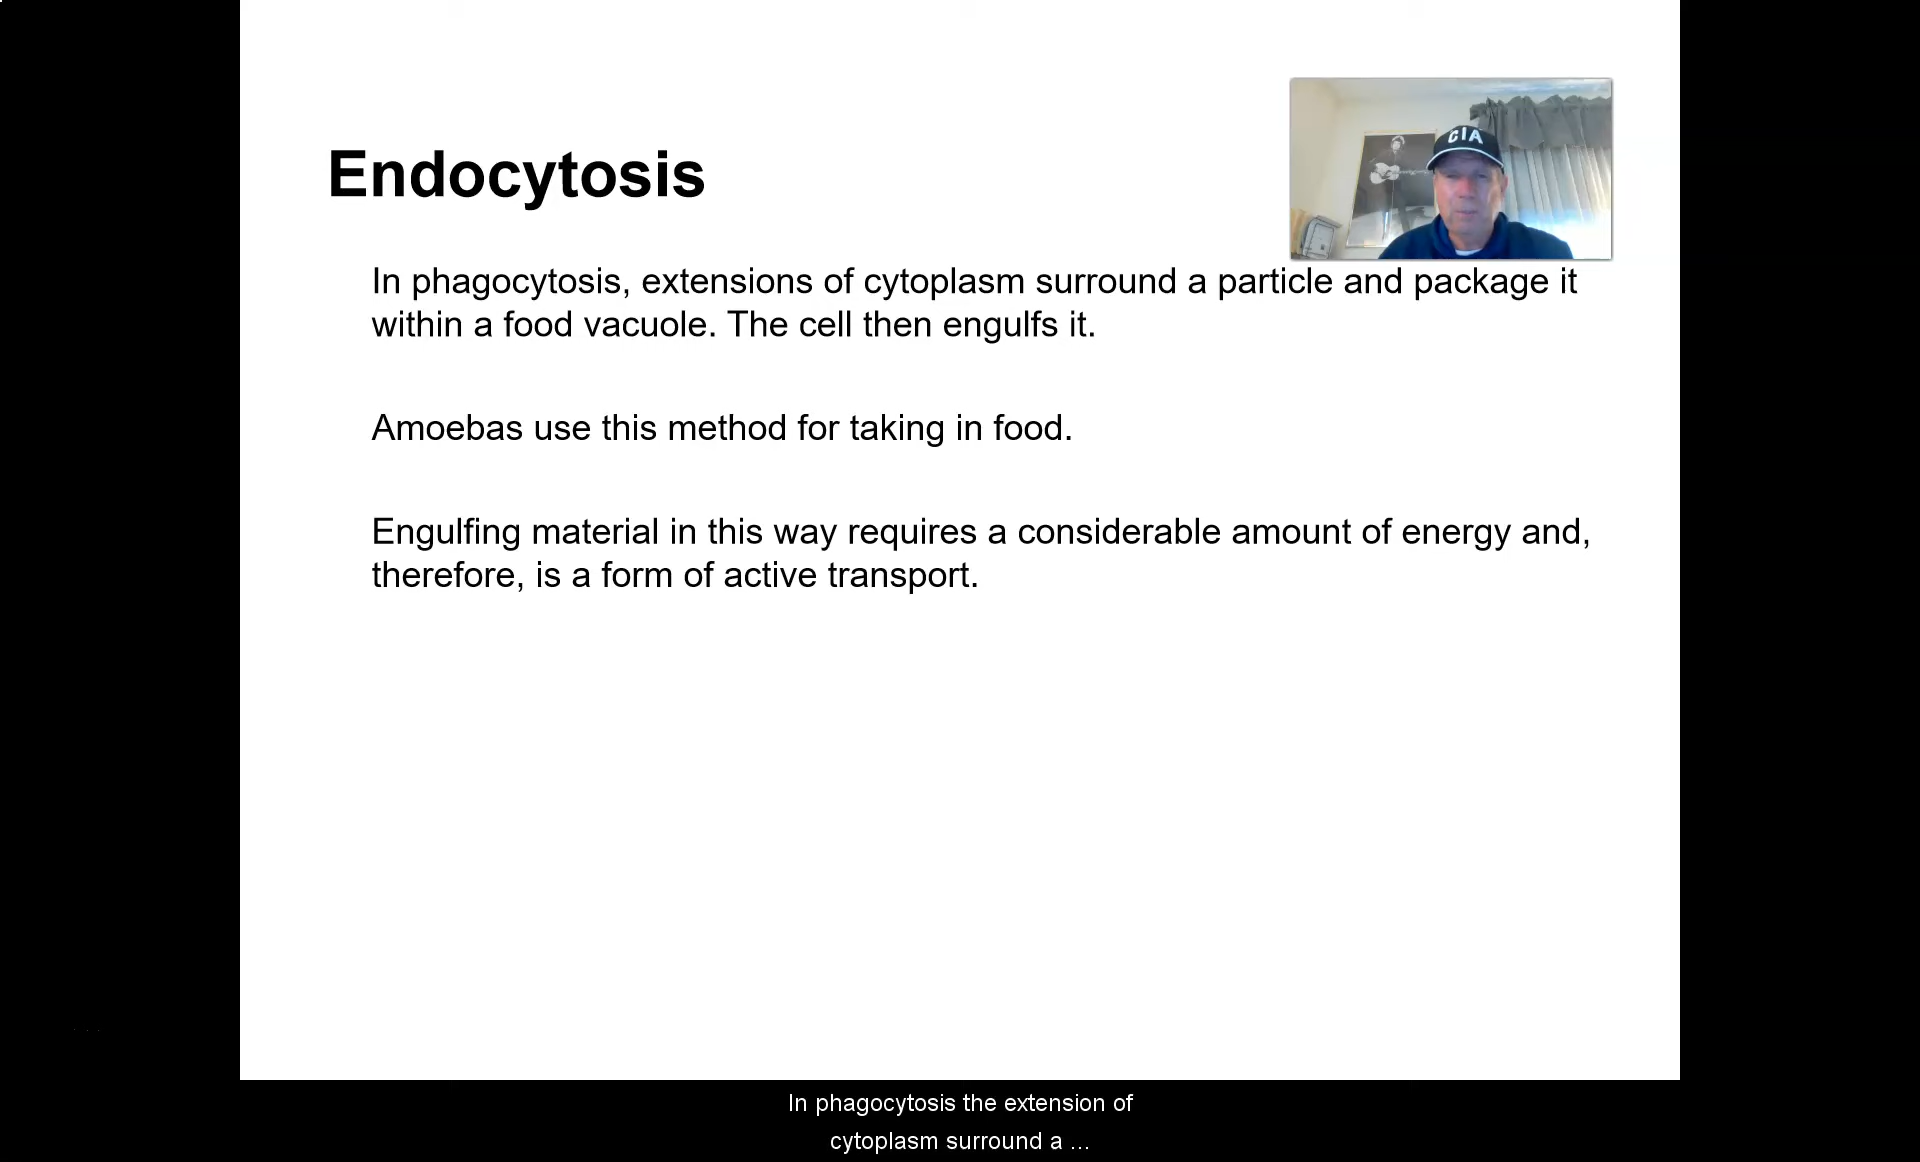 CIA
Endocytosis
In phagocytosis, extensions of cytoplasm surround a particle and package it
within a food vacuole. The cell then engulfs it.
Amoebas use this method for taking in food.
Engulfing material in this way requires a considerable amount of energy and,
therefore, is a form of active transport.
In phagocytosis the extension of
cytoplasm surround a ...